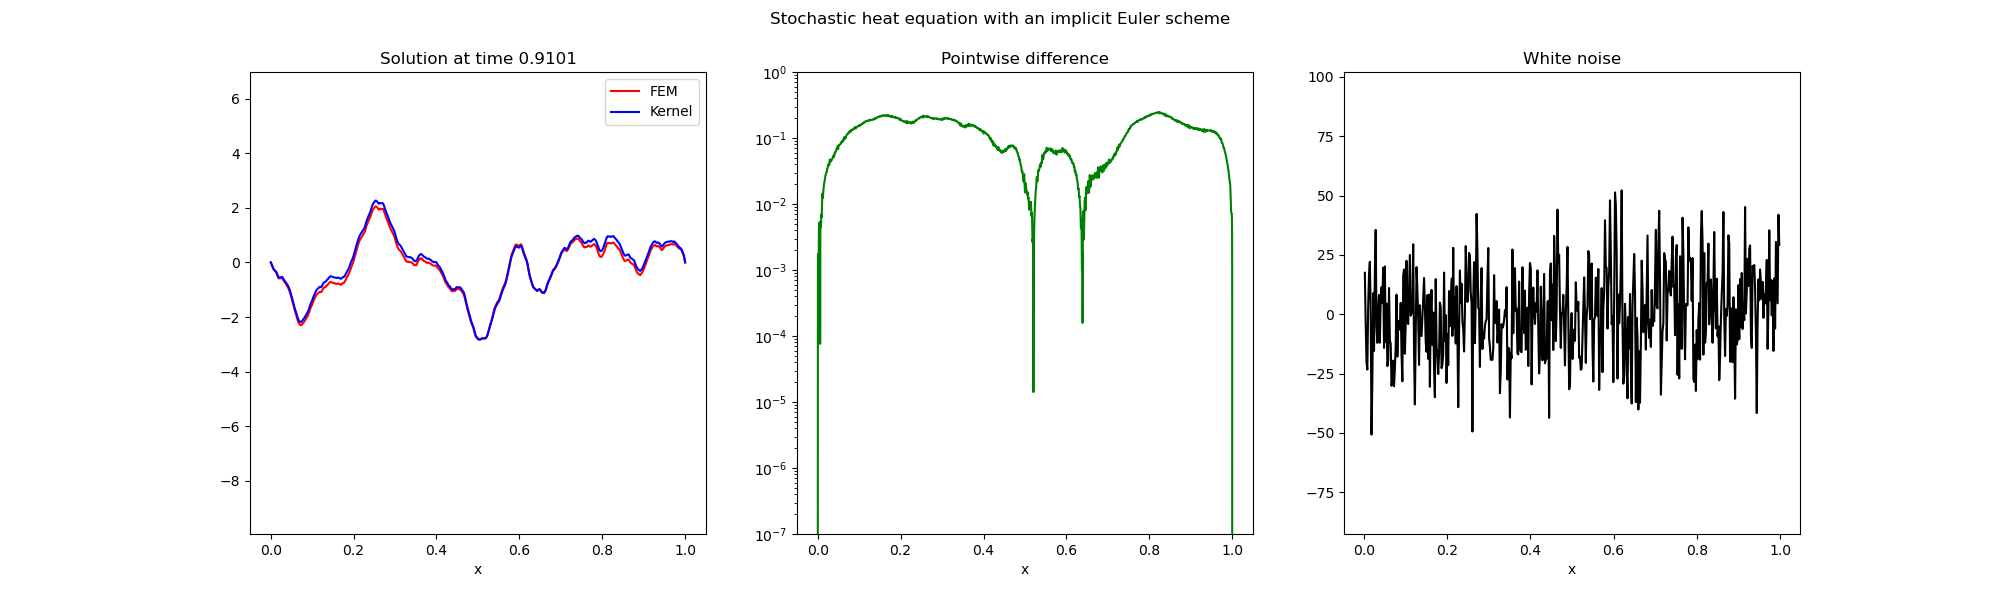 Stochastic heat equation with an implicit Euler scheme
Solution at time 0.9101
FEM
Kernel
6
4
2
0
−2
−4
−6
−8
0.0 0.2 0.4 0.6 0.8 1.0
x
Pointwise difference
10⁰
10⁻¹
10⁻²
10⁻³
10⁻⁴
10⁻⁵
10⁻⁶
10⁻⁷
0.0 0.2 0.4 0.6 0.8 1.0
x
White noise
100
75
50
25
0
−25
−50
−75
0.0 0.2 0.4 0.6 0.8 1.0
x